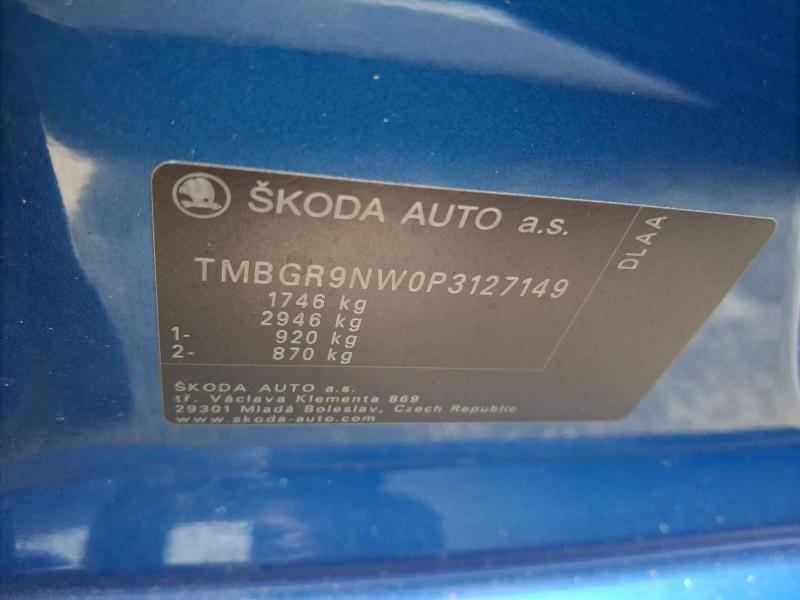 ŠKODA AUTO a.s.
DLAA
TMBGR9NW0P3127149
1746 kg
2946 kg
1- 920 kg
2- 870 kg
ŠKODA AUTO a.s.
tř. Václava Klementa 869
29301 Mladá Boleslav, Czech Republic
www.skoda-auto.com